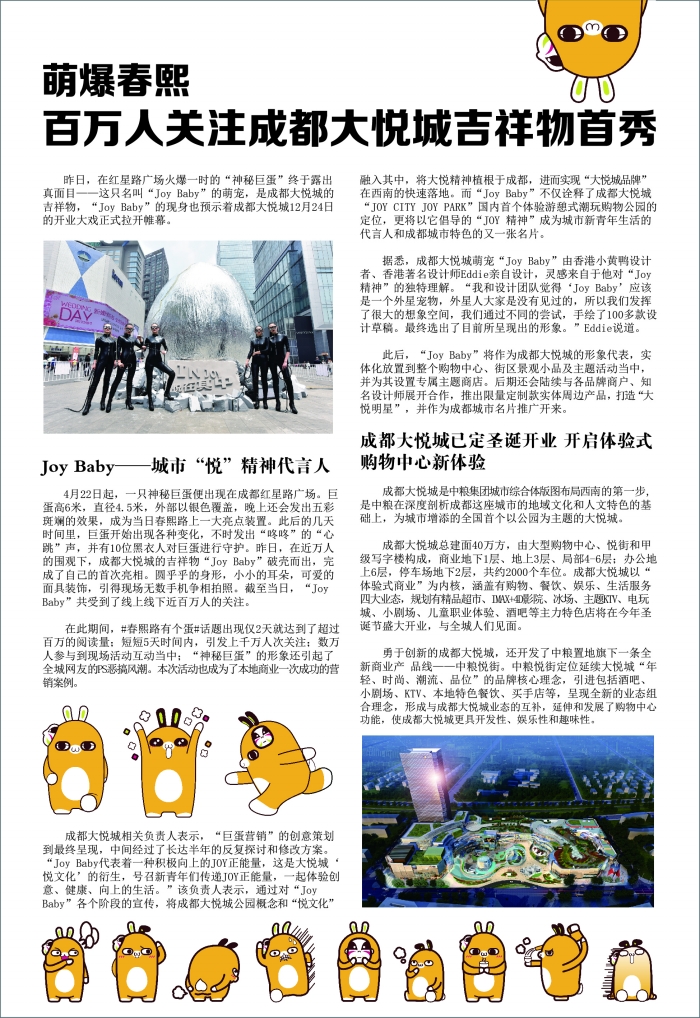 萌爆春熙
百万人关注成都大悦城吉祥物首秀
昨日，在红星路广场火爆一时的“神秘巨蛋”终于露出
真面目——这只名叫“Joy Baby”的萌宠，是成都大悦城的
吉祥物，“Joy Baby”的现身也预示着成都大悦城12月24日
的开业大戏正式拉开帷幕。
WEDDING
DAY
IN JOY
Joy Baby——城市“悦”精神代言人
4月22日起，一只神秘巨蛋便出现在成都红星路广场。巨
蛋高6米，直径4.5米，外部以银色覆盖，晚上还会发出五彩
斑斓的效果，成为当日春熙路上一大亮点装置。此后的几天
时间里，巨蛋开始出现各种变化，不时发出“咚咚”的“心
跳”声，并有10位黑衣人对巨蛋进行守护。昨日，在近万人
的围观下，成都大悦城的吉祥物“Joy Baby”破壳而出，完
成了自己的首次亮相。圆乎乎的身形，小小的耳朵，可爱的
面具装饰，引得现场无数手机争相拍照。截至当日，“Joy
Baby”共受到了线上线下近百万人的关注。
在此期间，#春熙路有个蛋#话题出现仅2天就达到了超过
百万的阅读量；短短5天时间内，引发上千万人次关注；数万
人参与到现场活动互动当中；“神秘巨蛋”的形象还引起了
全城网友的PS恶搞风潮。本次活动也成为了本地商业一次成功的营
销案例。
成都大悦城相关负责人表示，“巨蛋营销”的创意策划
到最终呈现，中间经过了长达半年的反复探讨和修改方案。
“Joy Baby代表着一种积极向上的JOY正能量，这是大悦城‘
悦文化’的衍生，号召新青年们传递JOY正能量，一起体验创
意、健康、向上的生活。”该负责人表示，通过对“Joy
Baby”各个阶段的宣传，将成都大悦城公园概念和“悦文化”
融入其中，将大悦精神植根于成都，进而实现“大悦城品牌”
在西南的快速落地。而“Joy Baby”不仅诠释了成都大悦城
“JOY CITY JOY PARK”国内首个体验游憩式潮玩购物公园的
定位，更将以它倡导的“JOY 精神”成为城市新青年生活的
代言人和成都城市特色的又一张名片。
据悉，成都大悦城萌宠“Joy Baby”由香港小黄鸭设计
者、香港著名设计师Eddie亲自设计，灵感来自于他对“Joy
精神”的独特理解。“我和设计团队觉得‘Joy Baby’应该
是一个外星宠物，外星人大家是没有见过的，所以我们发挥
了很大的想象空间，我们通过不同的尝试，手绘了100多款设
计草稿。最终选出了目前所呈现出的形象。”Eddie说道。
此后，“Joy Baby”将作为成都大悦城的形象代表，实
体化放置到整个购物中心、街区景观小品及主题活动当中，
并为其设置专属主题商店。后期还会陆续与各品牌商户、知
名设计师展开合作，推出限量定制款实体周边产品，打造“大
悦明星”，并作为成都城市名片推广开来。
成都大悦城已定圣诞开业 开启体验式
购物中心新体验
成都大悦城是中粮集团城市综合体版图布局西南的第一步，
是中粮在深度剖析成都这座城市的地域文化和人文特色的基
础上，为城市增添的全国首个以公园为主题的大悦城。
成都大悦城总建面40万方，由大型购物中心、悦街和甲
级写字楼构成，商业地下1层、地上3层、局部4-6层；办公地
上6层，停车场地下2层，共约2000个车位。成都大悦城以“
体验式商业”为内核，涵盖有购物、餐饮、娱乐、生活服务
四大业态，规划有精品超市、IMAX+4D影院、冰场、主题KTV、电玩
城、小剧场、儿童职业体验、酒吧等主力特色店将在今年圣
诞节盛大开业，与全城人们见面。
勇于创新的成都大悦城，还开发了中粮置地旗下一条全
新商业产 品线——中粮悦街。中粮悦街定位延续大悦城“年
轻、时尚、潮流、品位”的品牌核心理念，引进包括酒吧、
小剧场、KTV、本地特色餐饮、买手店等，呈现全新的业态组
合理念，形成与成都大悦城业态的互补，延伸和发展了购物中心
功能，使成都大悦城更具开发性、娱乐性和趣味性。